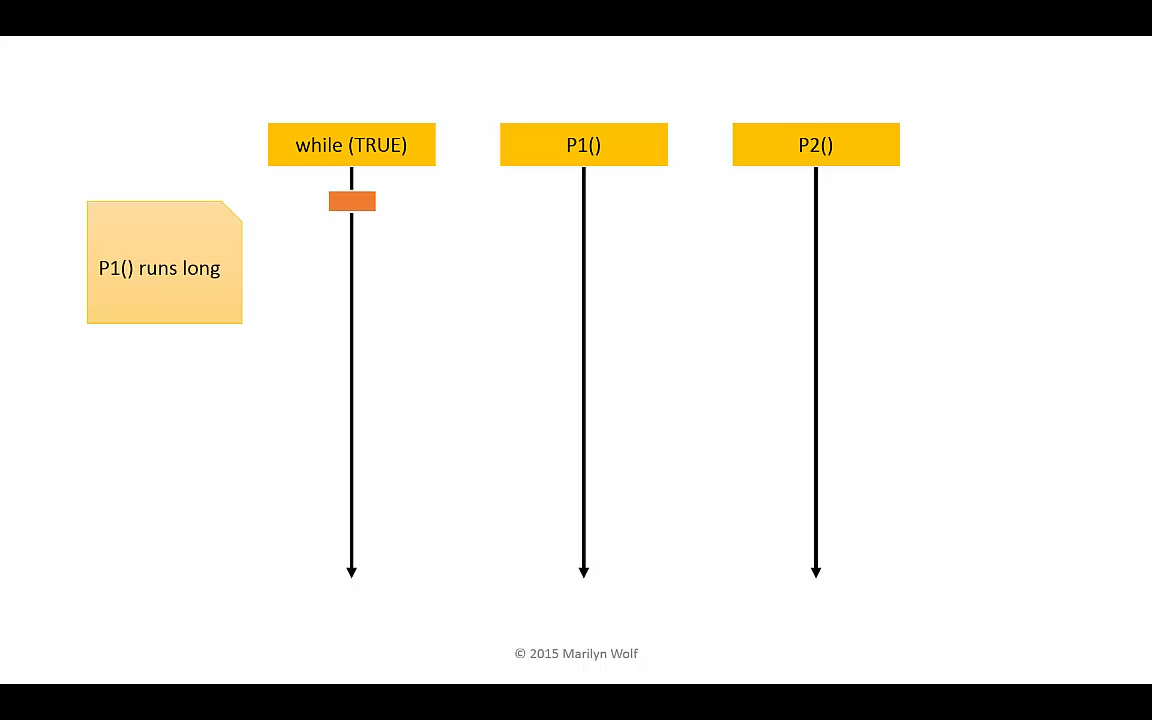 while (TRUE)
P1()
P2()
P1() runs long
© 2015 Marilyn Wolf